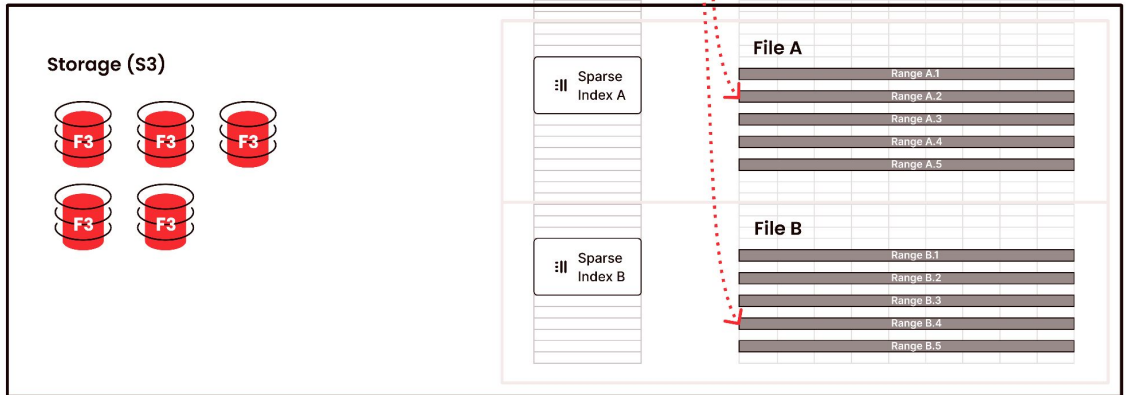 Storage (S3)
F3
F3
F3
F3
F3
Sparse
Index A
File A
Range A.1
Range A.2
Range A.3
Range A.4
Range A.5
Sparse
Index B
File B
Range B.1
Range B.2
Range B.3
Range B.4
Range B.5